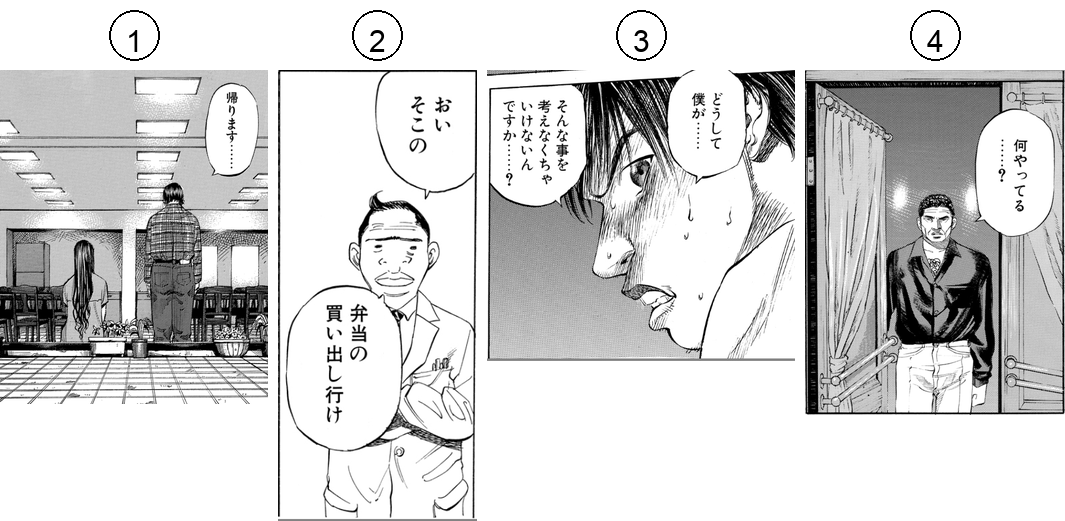 1
2
3
4
帰ります……
おい
そこの
弁当の
買い出し行け
どうして
僕が……
そんな事を
考えなくちゃ
いけないん
ですか……?
何やってる
……?